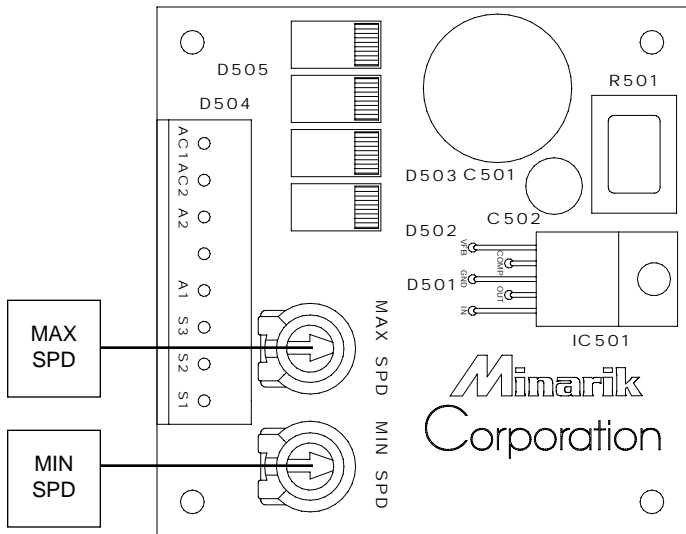 D505
D504
R501
D503
C501
C502
D502
D501
AC1
AC2
A2
A1
S3
S2
S1
VFB
COMP
GND
OUT
IN
IC501
MAX
SPD
MAX SPD
MIN
SPD
MIN SPD
Minarik
Corporation